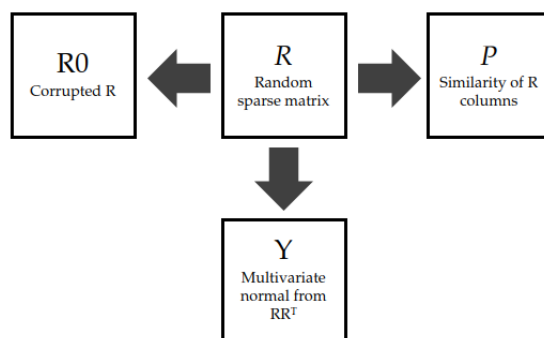 R0
Corrupted R
R
Random
sparse matrix
P
Similarity of R
columns
Y
Multivariate
normal from
RRᵀ